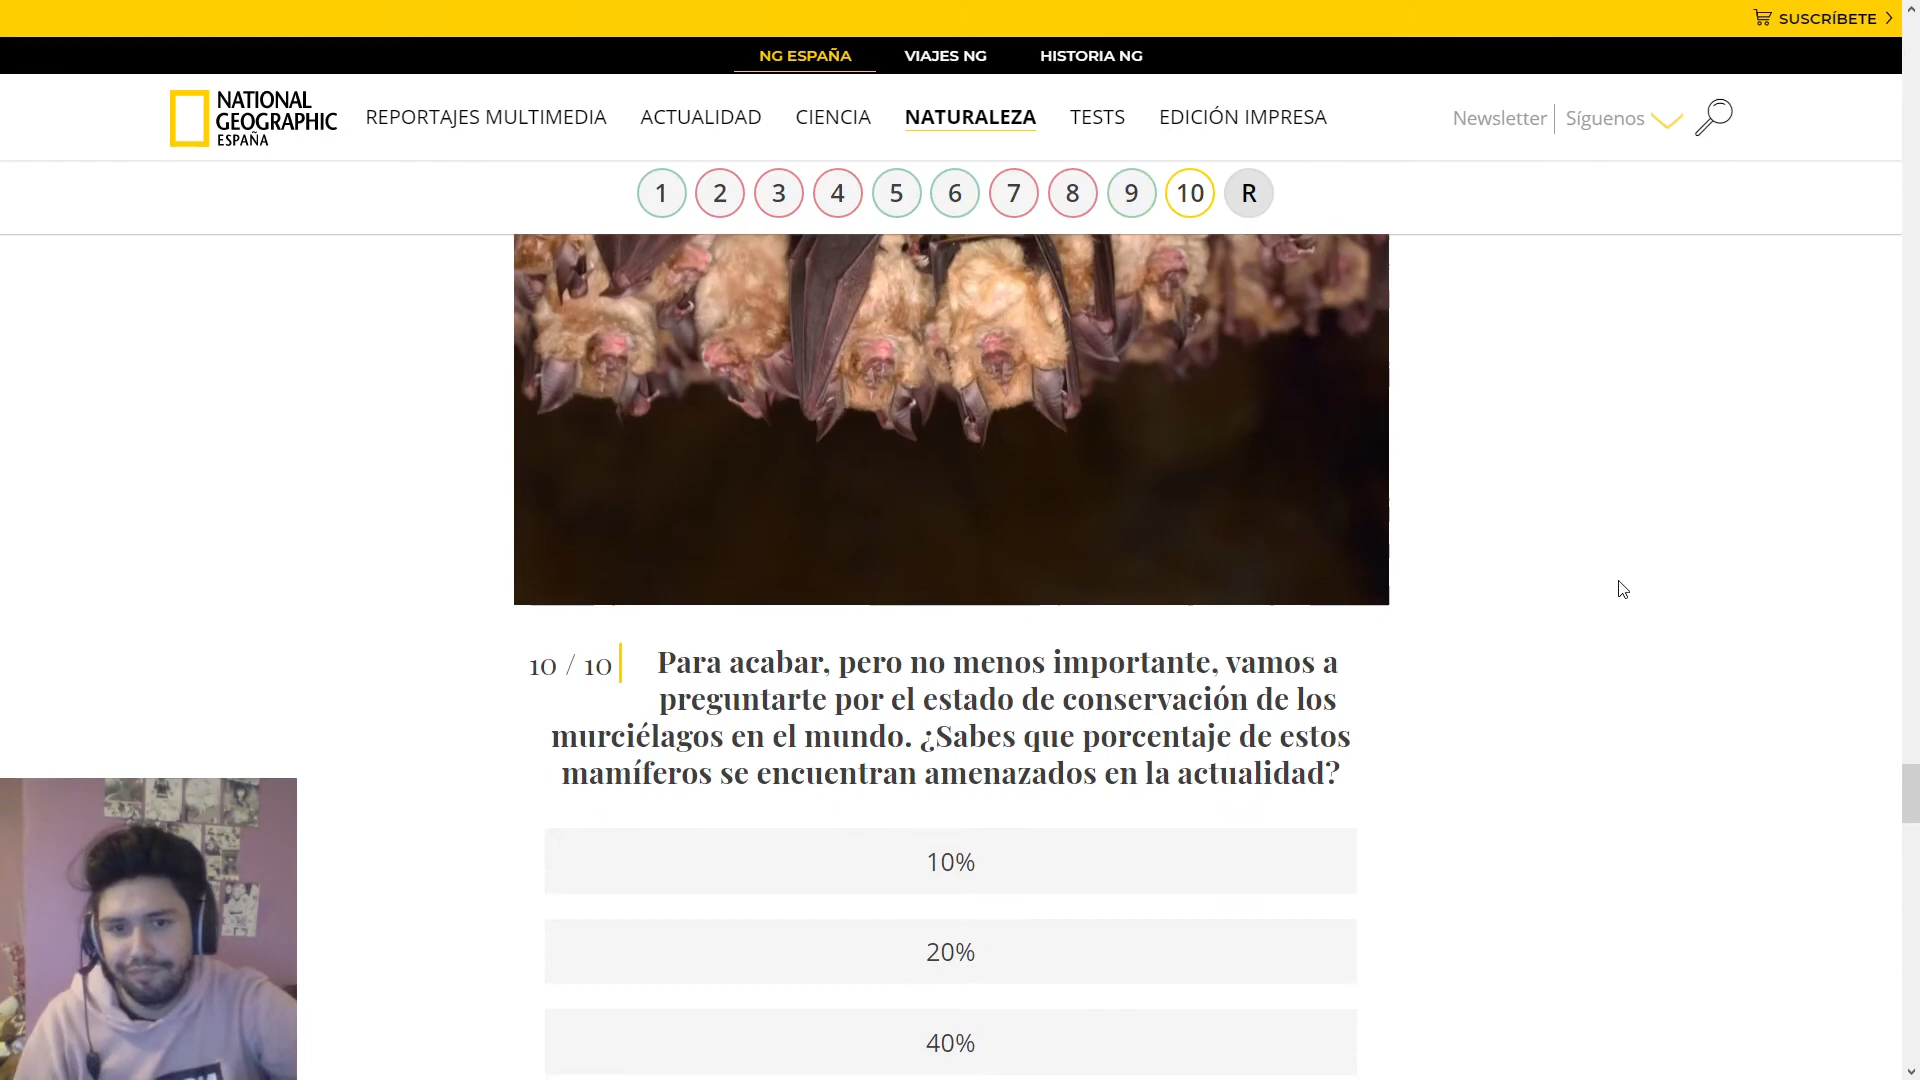 SUSCRÍBETE
NG ESPAÑA VIAJES NG HISTORIA NG
NATIONAL
GEOGRAPHIC
ESPAÑA
REPORTAJES MULTIMEDIA ACTUALIDAD CIENCIA NATURALEZA TESTS EDICIÓN IMPRESA
Newsletter Síguenos
1 2 3 4 5 6 7 8 9 10 R
10 / 10 Para acabar, pero no menos importante, vamos a
preguntarte por el estado de conservación de los
murciélagos en el mundo. ¿Sabes que porcentaje de estos
mamíferos se encuentran amenazados en la actualidad?
10%
20%
40%